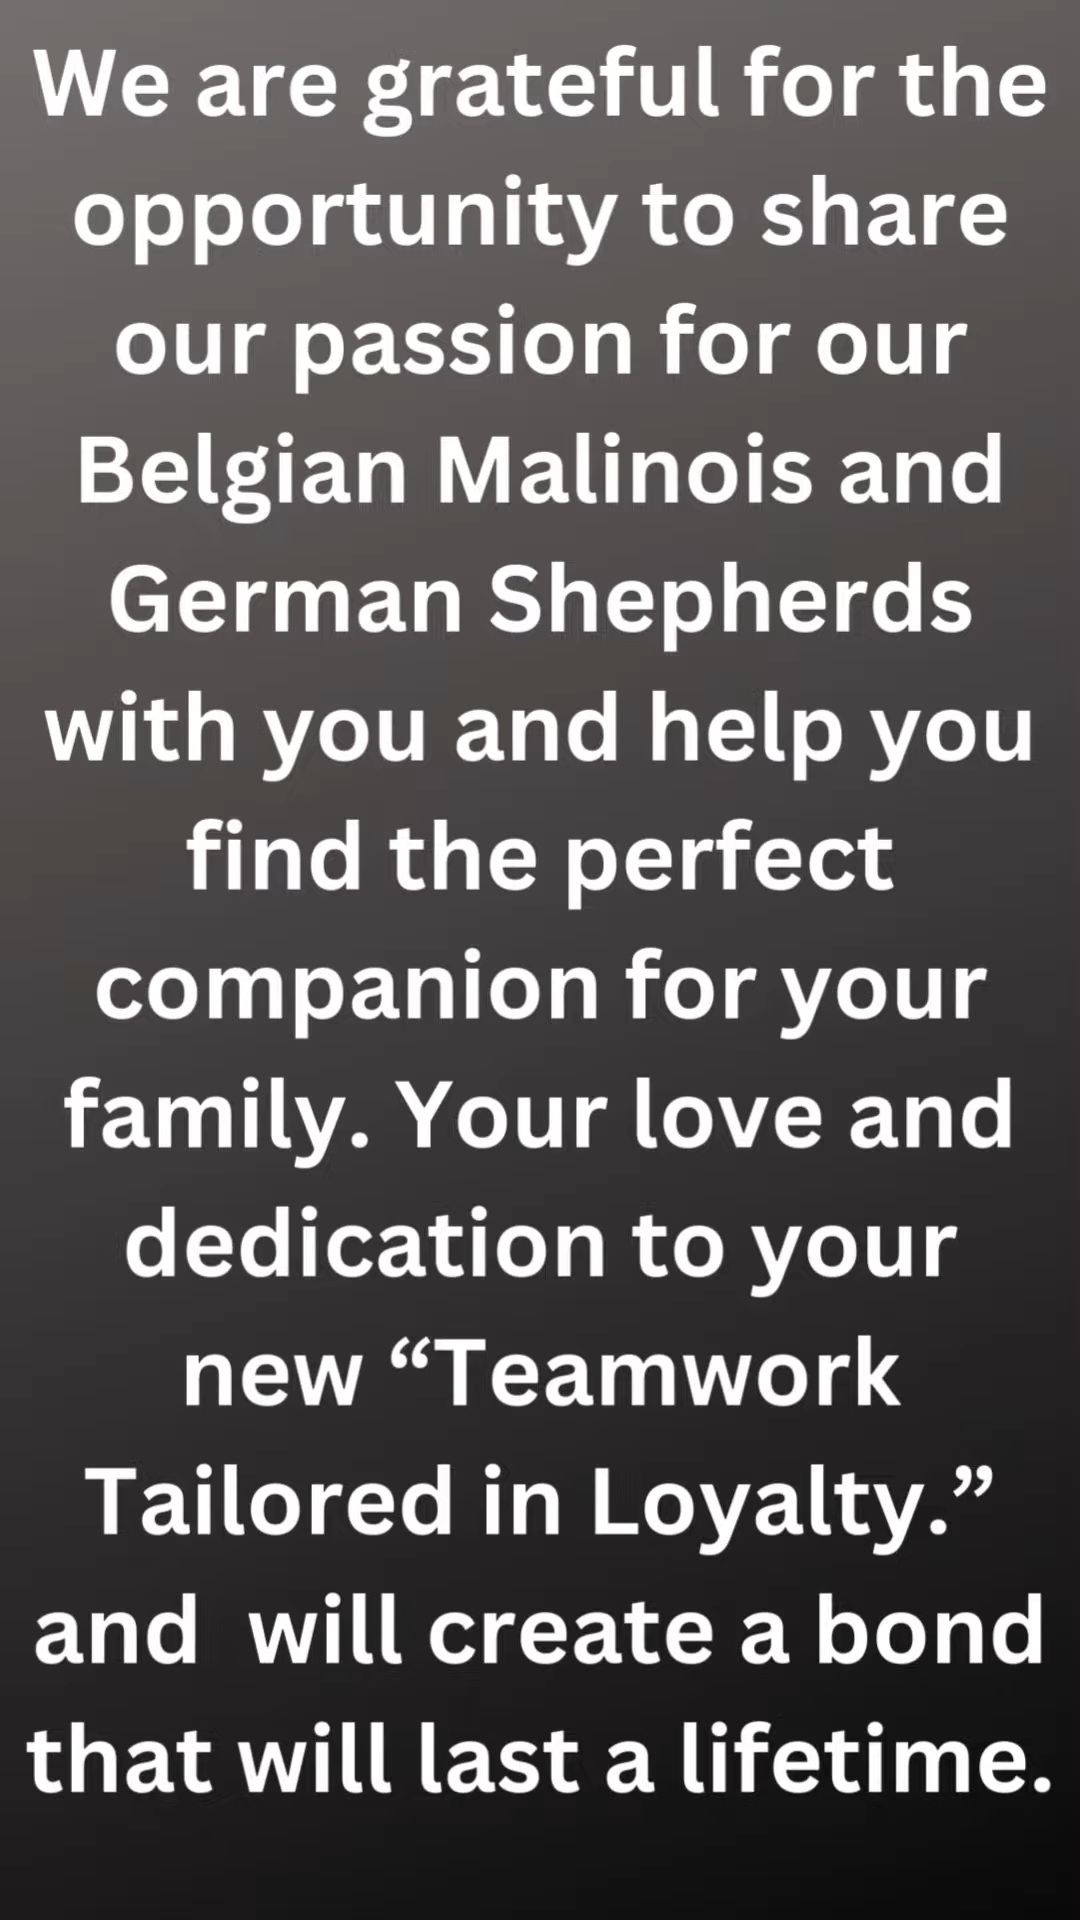 We are grateful for the
opportunity to share
our passion for our
Belgian Malinois and
German Shepherds
with you and help you
find the perfect
companion for your
family. Your love and
dedication to your
new “Teamwork
Tailored in Loyalty.”
and  will create a bond
that will last a lifetime.